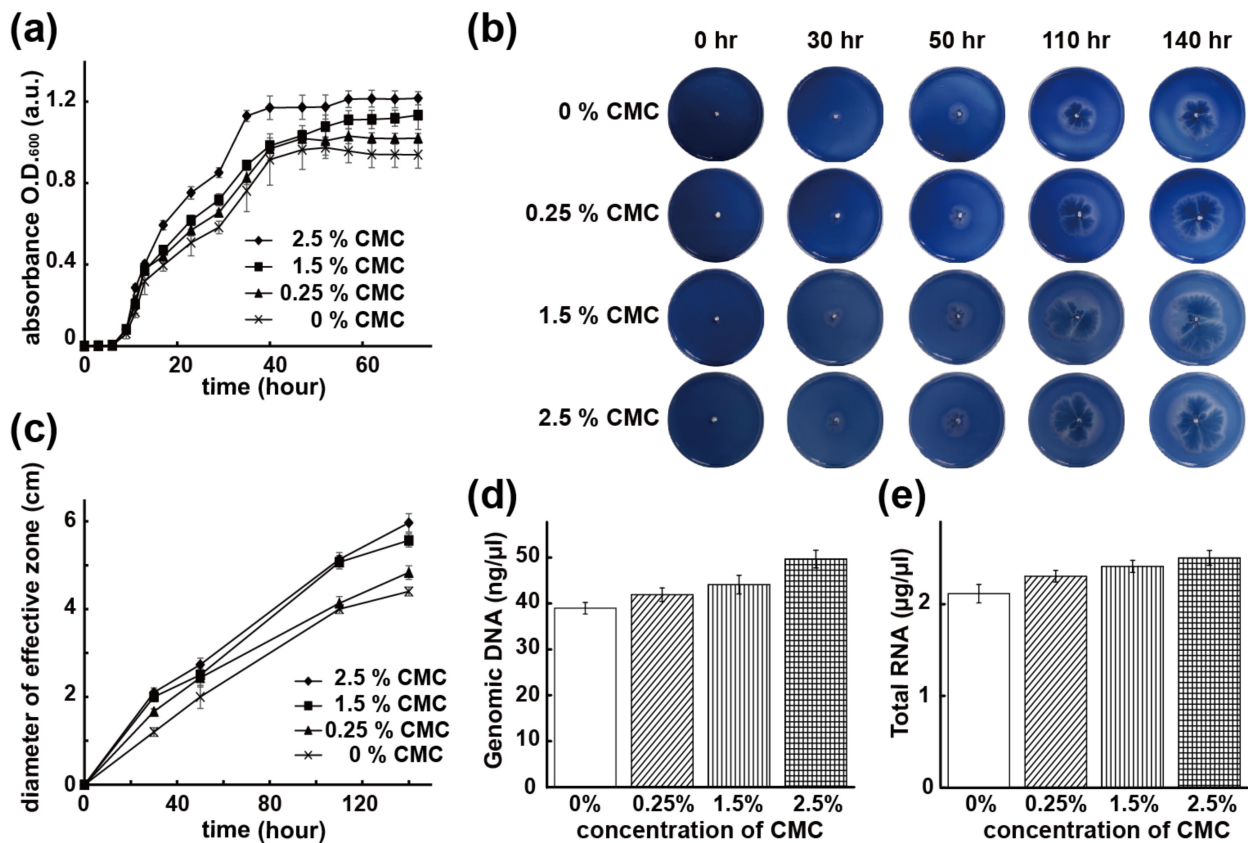 (a)
absorbance O.D.600 (a.u.)
1.2
0.8
0.4
0
0
20
40
60
time (hour)
2.5 % CMC
1.5 % CMC
0.25 % CMC
0 % CMC
(b)
0 hr 30 hr 50 hr 110 hr 140 hr
0 % CMC
0.25 % CMC
1.5 % CMC
2.5 % CMC
(c)
diameter of effective zone (cm)
6
4
2
0
0 40 80 120
time (hour)
2.5 % CMC
1.5 % CMC
0.25 % CMC
0 % CMC
(d)
Genomic DNA (ng/µl)
50
40
30
20
10
0
0% 0.25% 1.5% 2.5%
concentration of CMC
(e)
Total RNA (µg/µl)
2
1
0
0% 0.25% 1.5% 2.5%
concentration of CMC